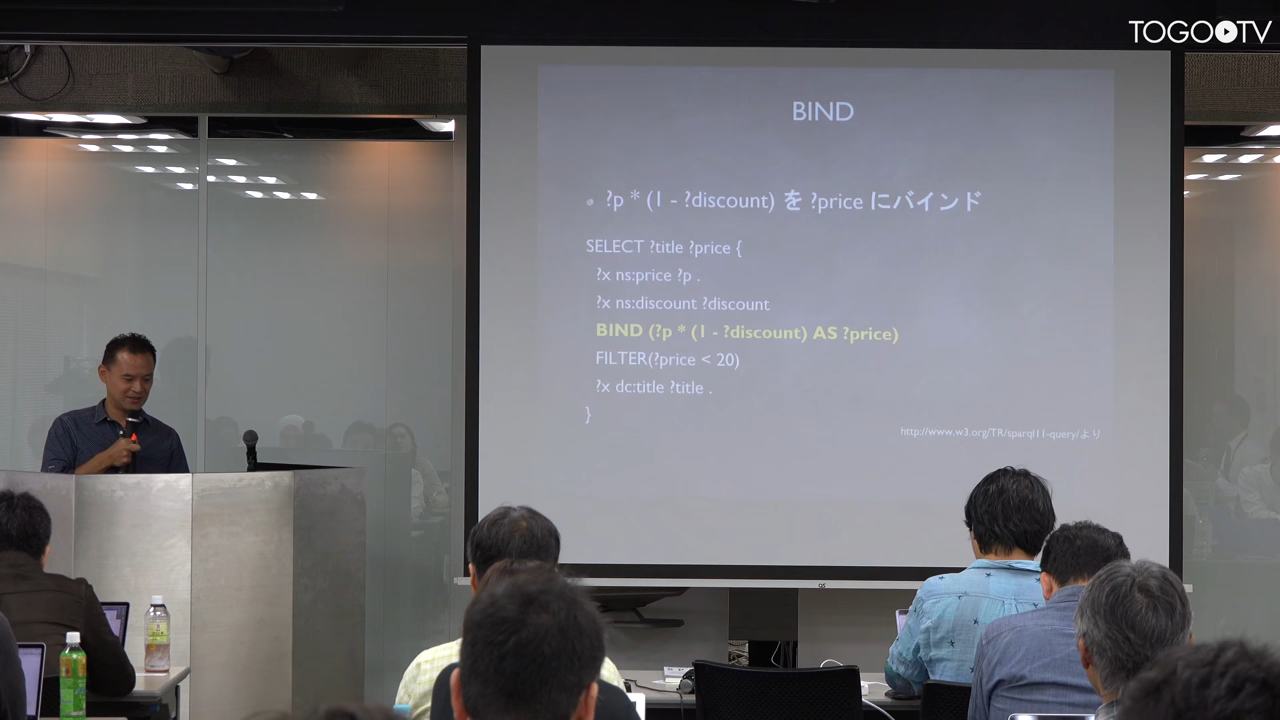 TOGO TV
BIND
?p * (1 - ?discount) を ?price にバインド
SELECT ?title ?price {
?x ns:price ?p .
?x ns:discount ?discount
BIND (?p * (1 - ?discount) AS ?price)
FILTER(?price < 20)
?x dc:title ?title .
}
http://www.w3.org/TR/sparql11-query/より